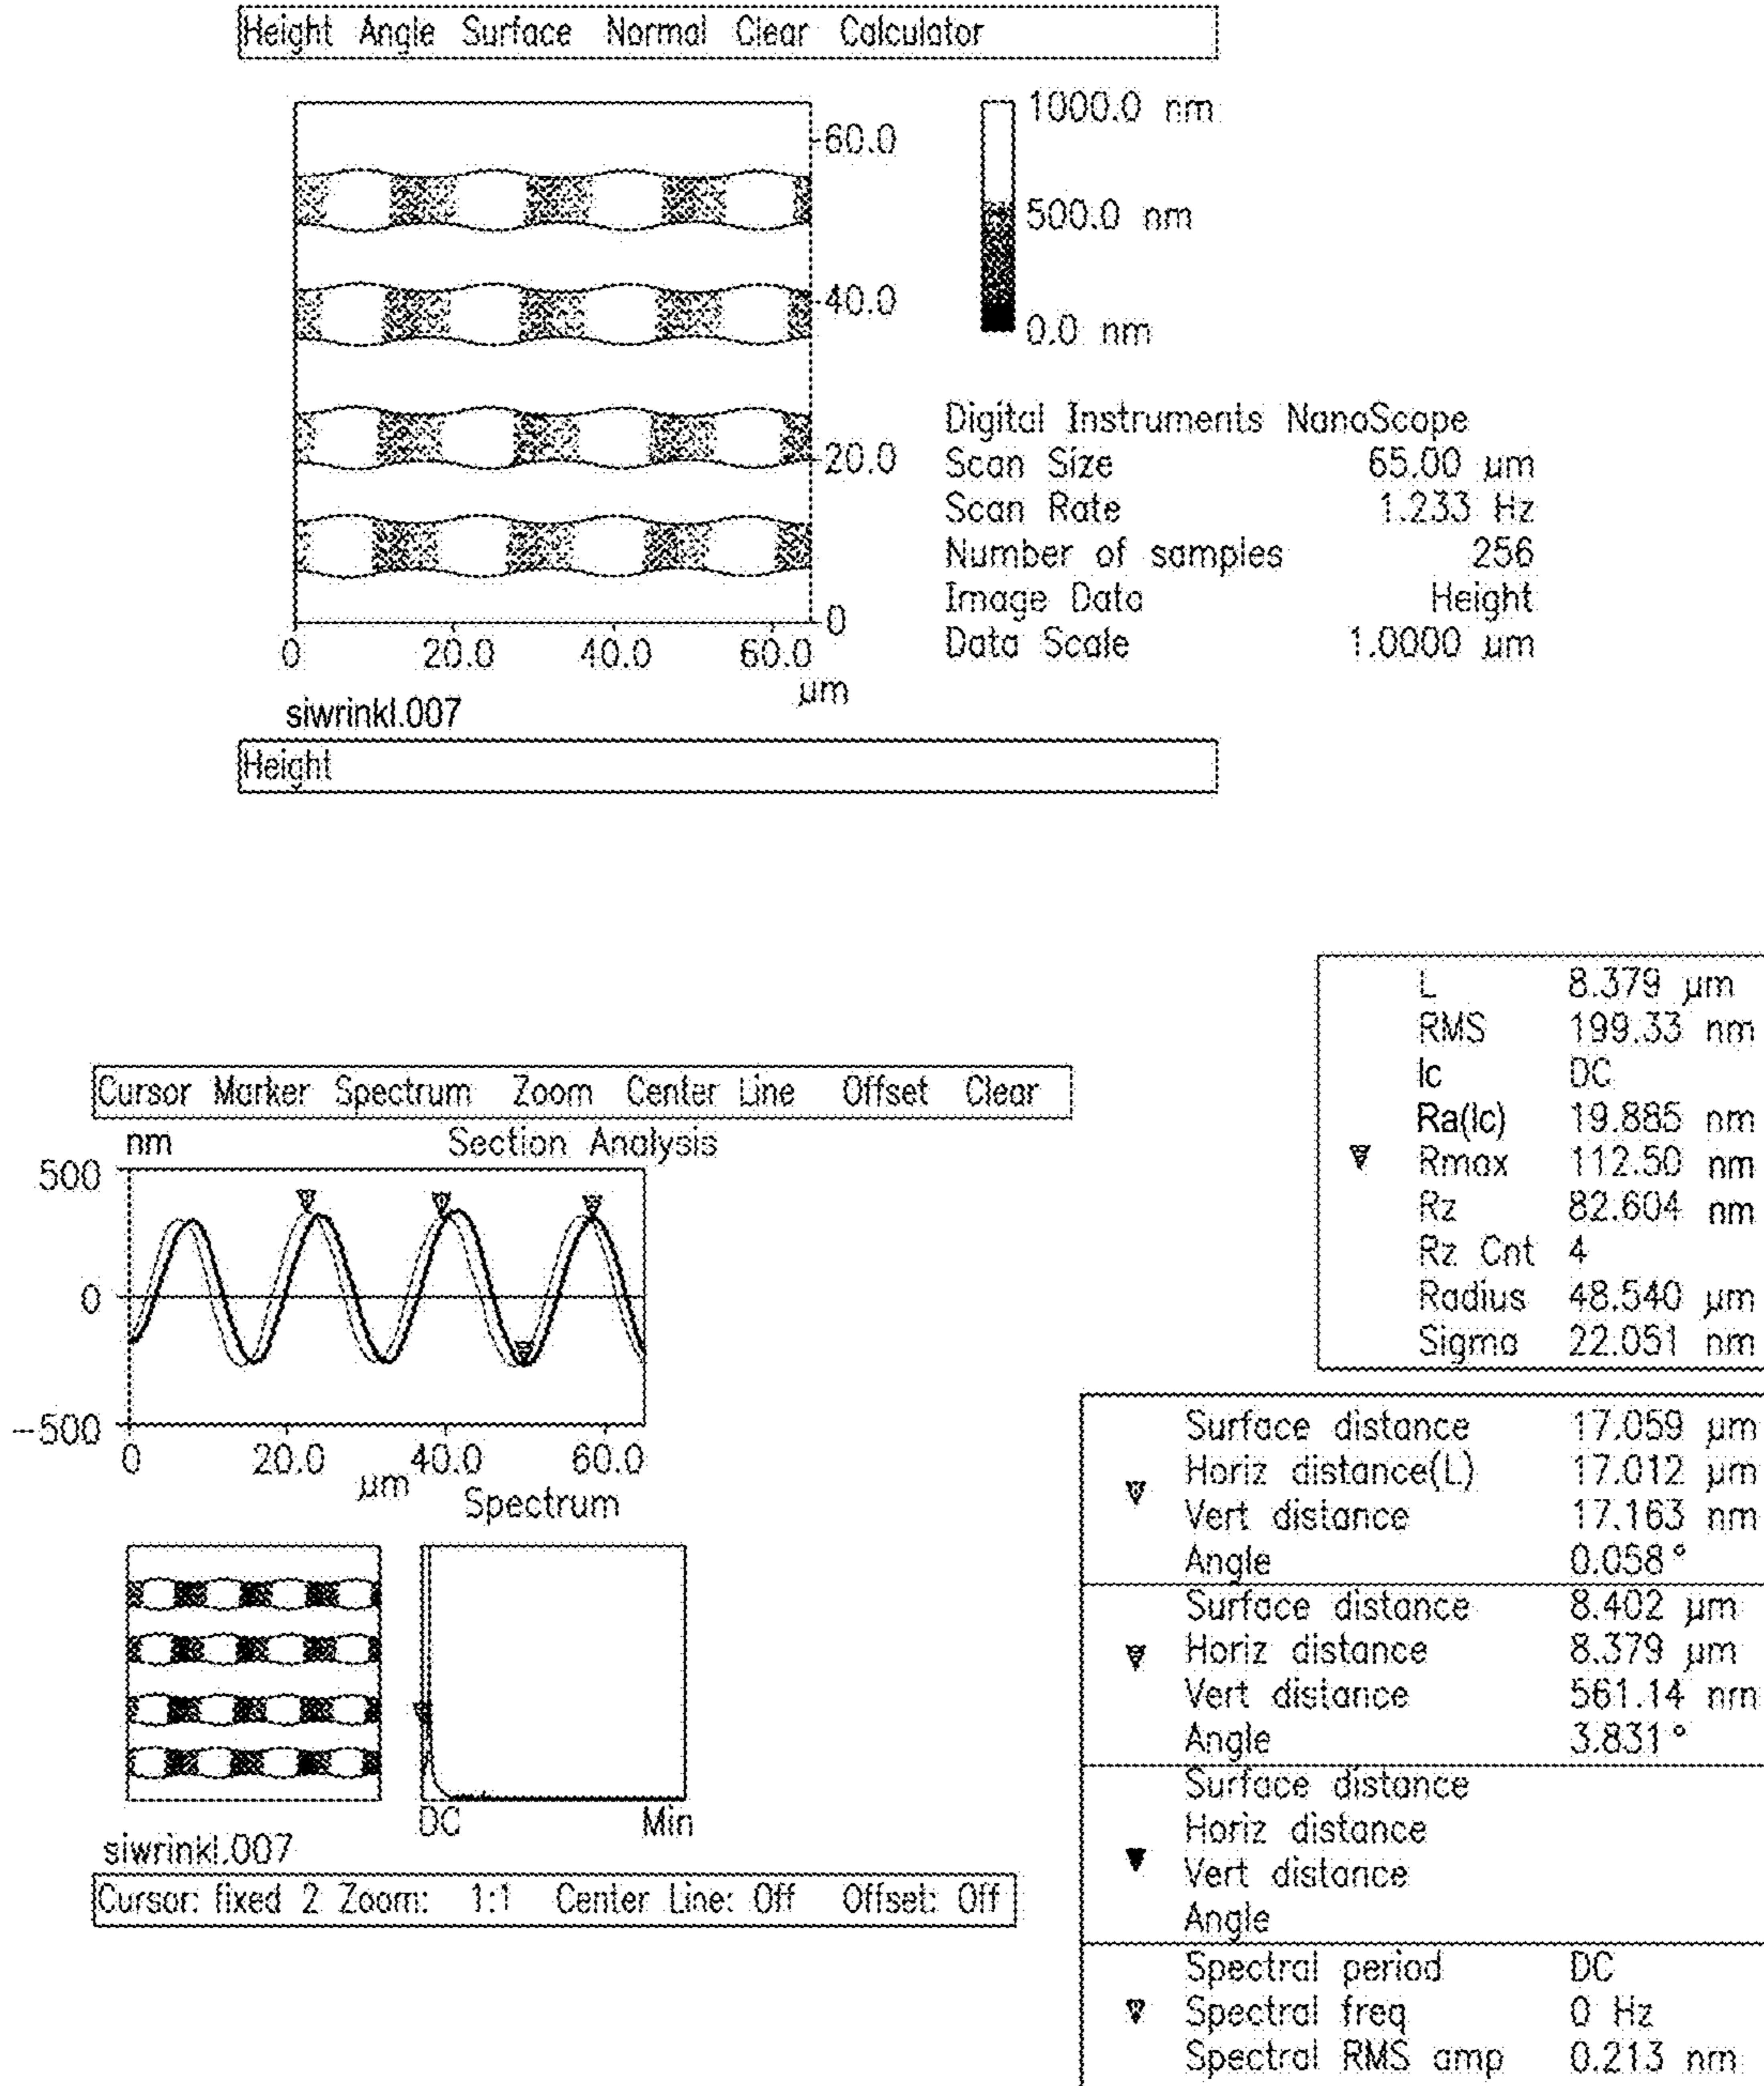 Height Angle Surface Normal Clear Calculator
1000.0 nm
500.0 nm
0.0 nm
60.0
40.0
20.0
0
0 20.0 40.0 60.0
µm
Digital Instruments NanoScope
Scan Size 65.00 µm
Scan Rate 1.233 Hz
Number of samples 256
Image Data Height
Data Scale 1.0000 µm
siwrinkl.007
Height
L 8.379 µm
RMS 199.33 nm
lc DC
Ra(lc) 19.885 nm
Rmax 112.50 nm
Rz 82.604 nm
Rz Cnt 4
Radius 48.540 µm
Sigma 22.051 nm
Cursor Marker Spectrum Zoom Center Line Offset Clear
nm Section Analysis
500
0
-500
0 20.0 40.0 60.0
µm
Spectrum
DC Min
siwrinkl.007
Cursor: fixed 2 Zoom: 1:1 Center Line: Off Offset: Off
Surface distance 17.059 µm
Horiz distance(L) 17.012 µm
Vert distance 17.163 nm
Angle 0.058°
Surface distance 8.402 µm
Horiz distance 8.379 µm
Vert distance 561.14 nm
Angle 3.831°
Surface distance
Horiz distance
Vert distance
Angle
Spectral period DC
Spectral freq 0 Hz
Spectral RMS amp 0.213 nm